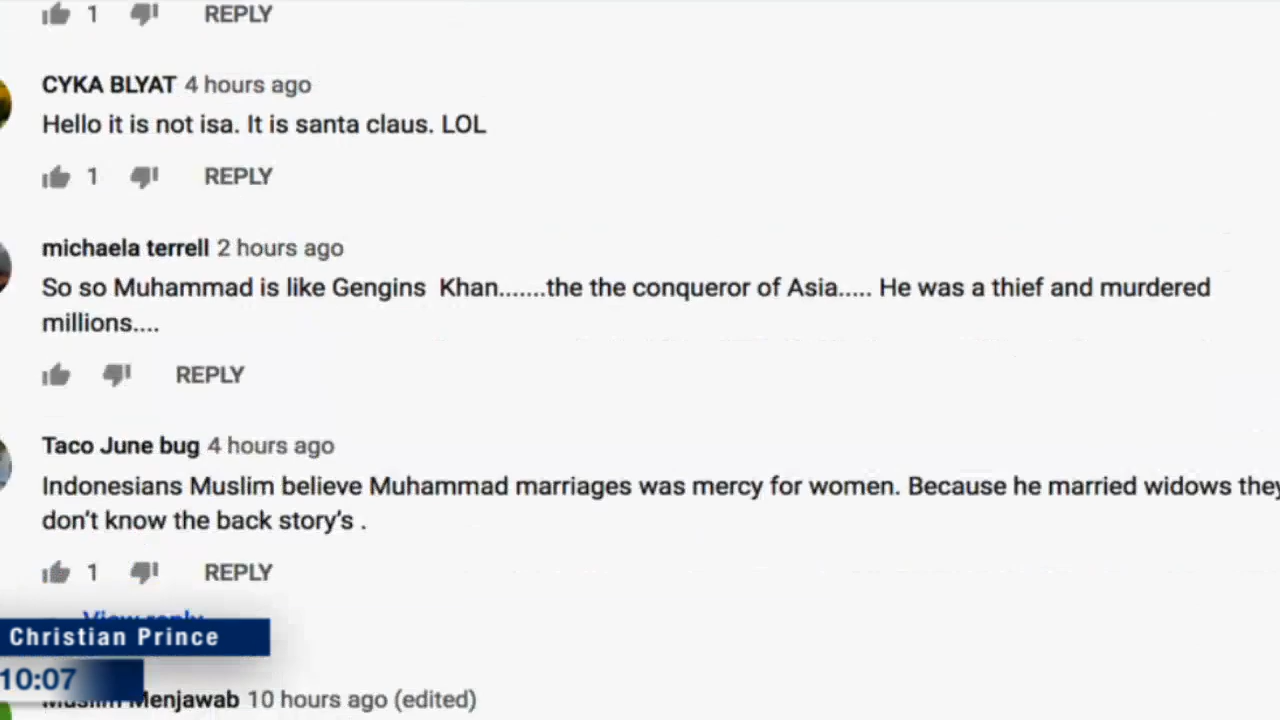 1 REPLY
CYKA BLYAT 4 hours ago
Hello it is not isa. It is santa claus. LOL
1 REPLY
michaela terrell 2 hours ago
So so Muhammad is like Gengins Khan.......the the conqueror of Asia..... He was a thief and murdered
millions....
REPLY
Taco June bug 4 hours ago
Indonesians Muslim believe Muhammad marriages was mercy for women. Because he married widows they
don't know the back story's .
1 REPLY
View reply
Christian Prince
10:07
Muslim Menjawab 10 hours ago (edited)